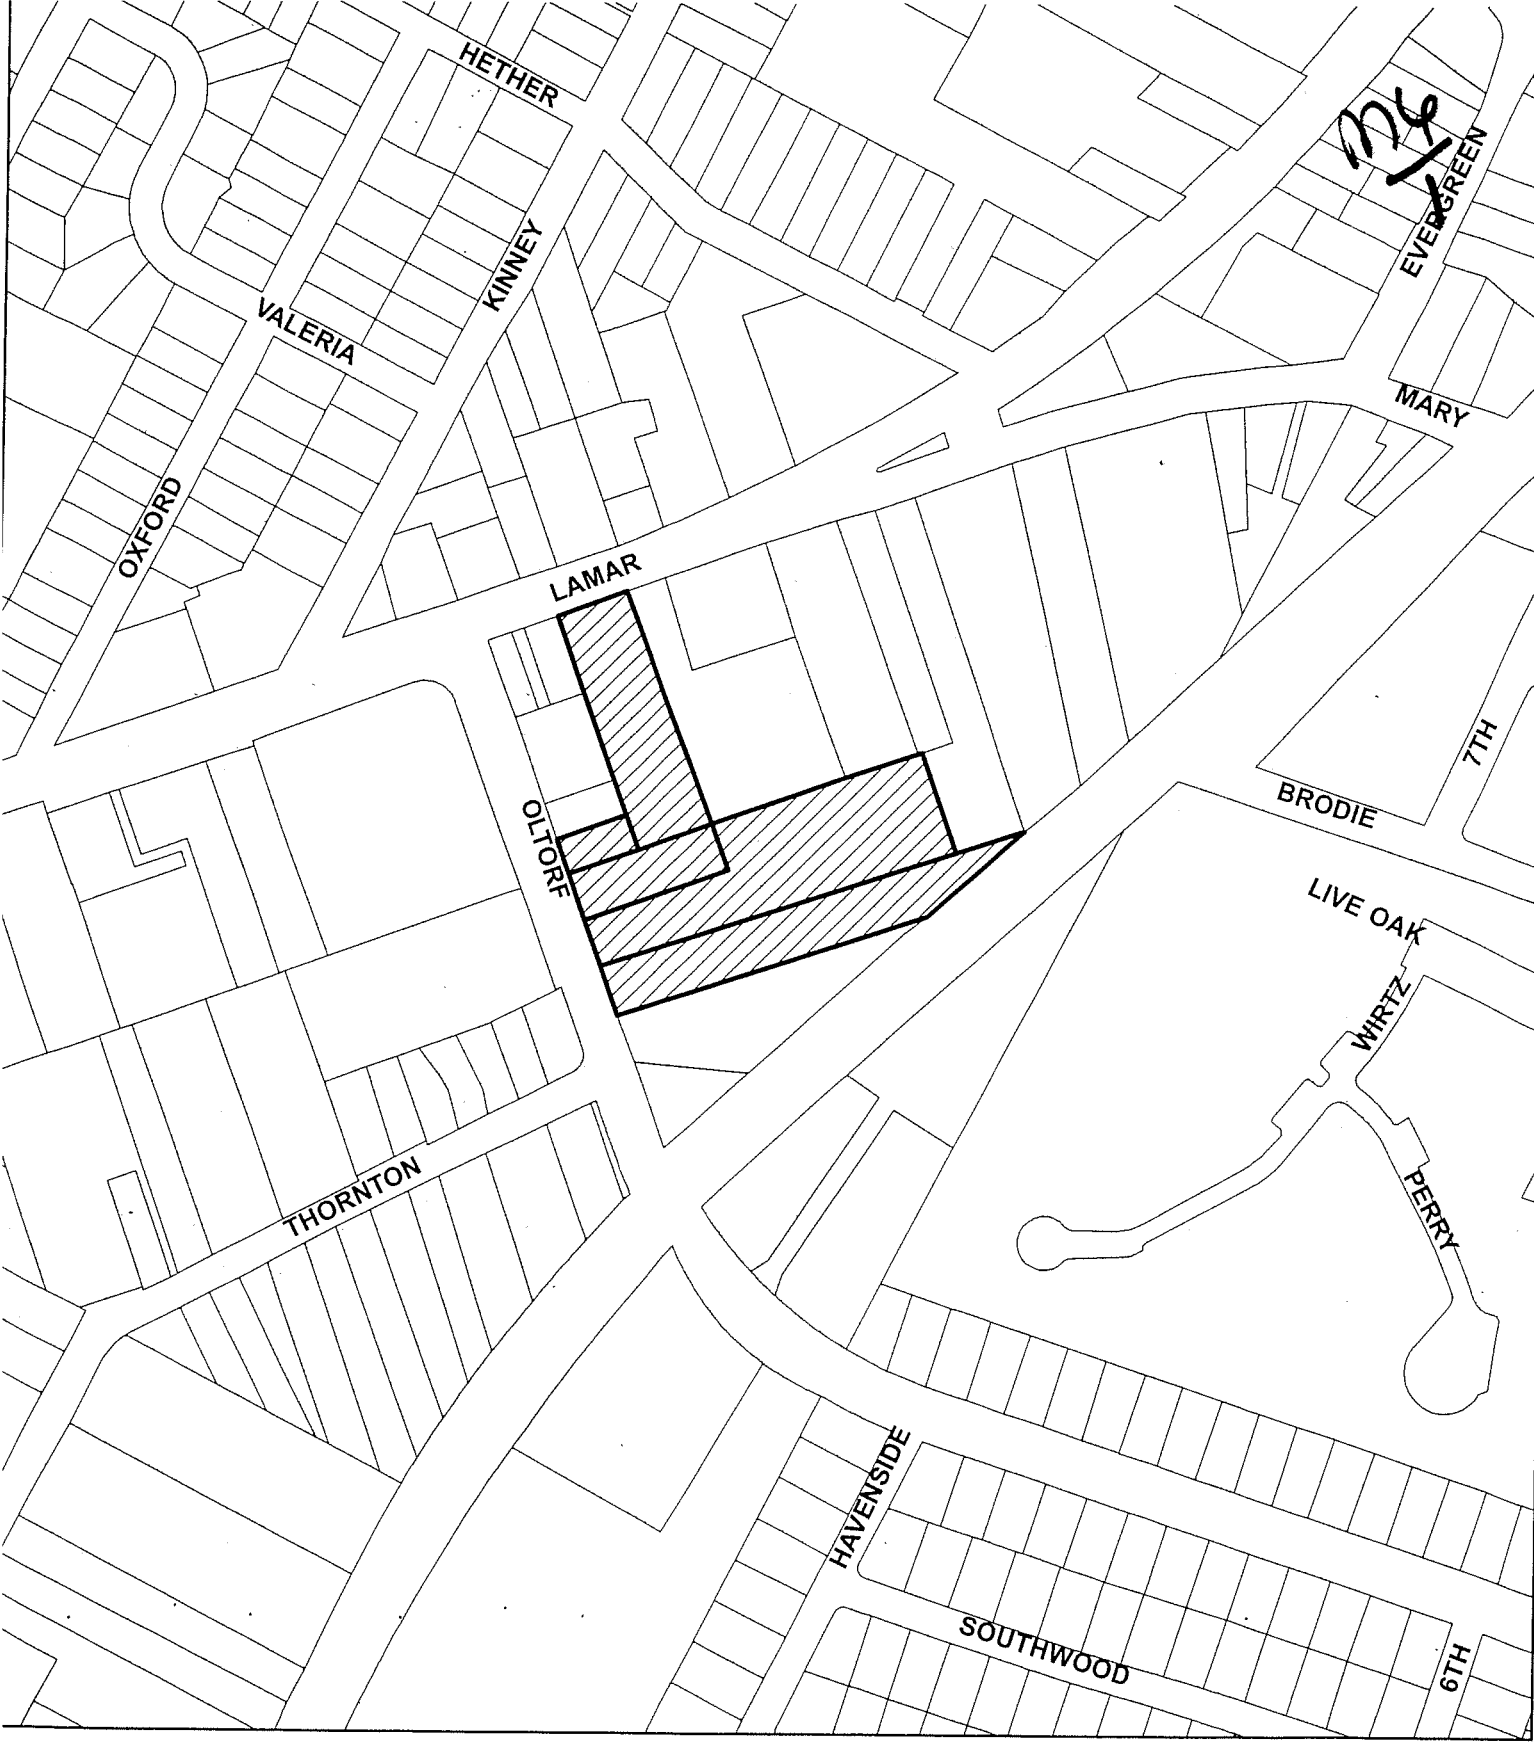 HETHER
EVERGREEN
KINNEY
VALERIA
MARY
OXFORD
LAMAR
7TH
BRODIE
OLTORF
LIVE OAK
WIRTZ
THORNTON
PERRY
HAVENSIDE
SOUTHWOOD
6TH